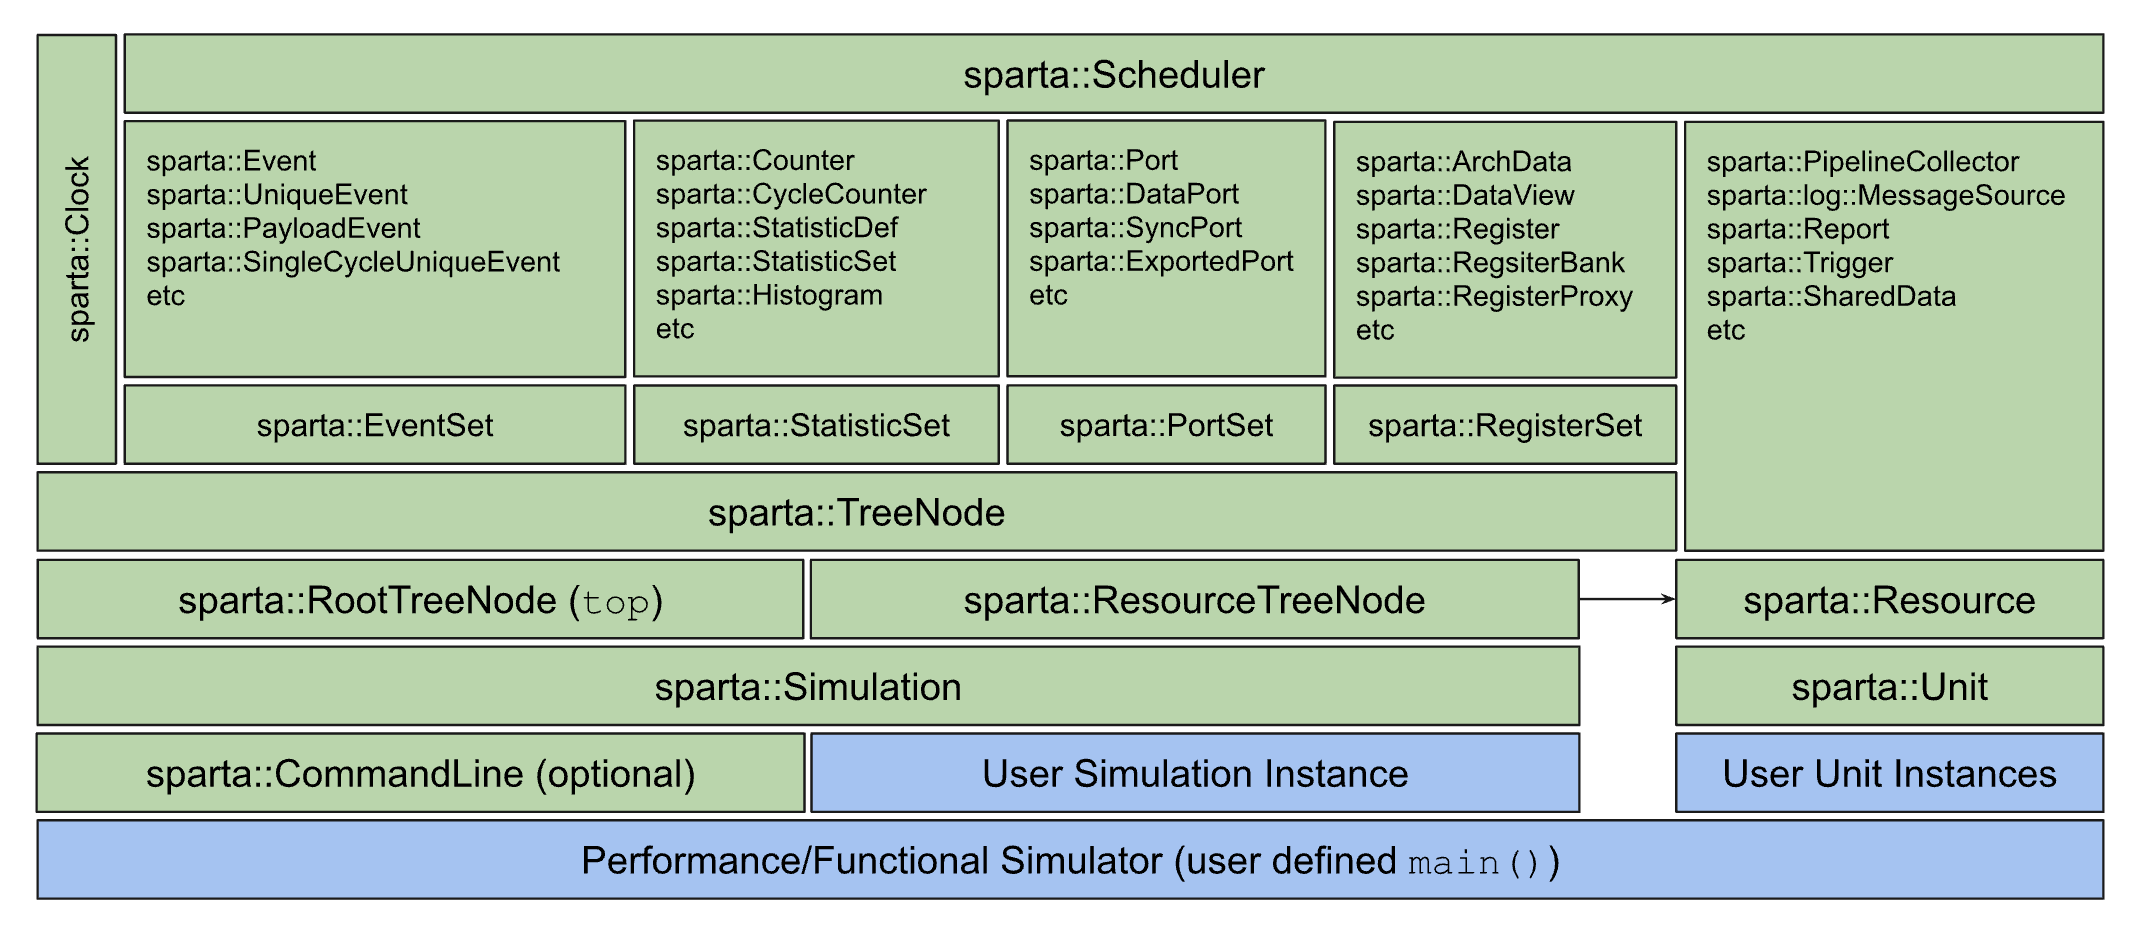 sparta::Clock
sparta::Scheduler
sparta::Event
sparta::UniqueEvent
sparta::PayloadEvent
sparta::SingleCycleUniqueEvent
etc
sparta::Counter
sparta::CycleCounter
sparta::StatisticDef
sparta::StatisticSet
sparta::Histogram
etc
sparta::Port
sparta::DataPort
sparta::SyncPort
sparta::ExportedPort
etc
sparta::ArchData
sparta::DataView
sparta::Register
sparta::RegsiterBank
sparta::RegisterProxy
etc
sparta::PipelineCollector
sparta::log::MessageSource
sparta::Report
sparta::Trigger
sparta::SharedData
etc
sparta::EventSet
sparta::StatisticSet
sparta::PortSet
sparta::RegisterSet
sparta::TreeNode
sparta::RootTreeNode (top)
sparta::ResourceTreeNode
sparta::Resource
sparta::Simulation
sparta::Unit
sparta::CommandLine (optional)
User Simulation Instance
User Unit Instances
Performance/Functional Simulator (user defined main())